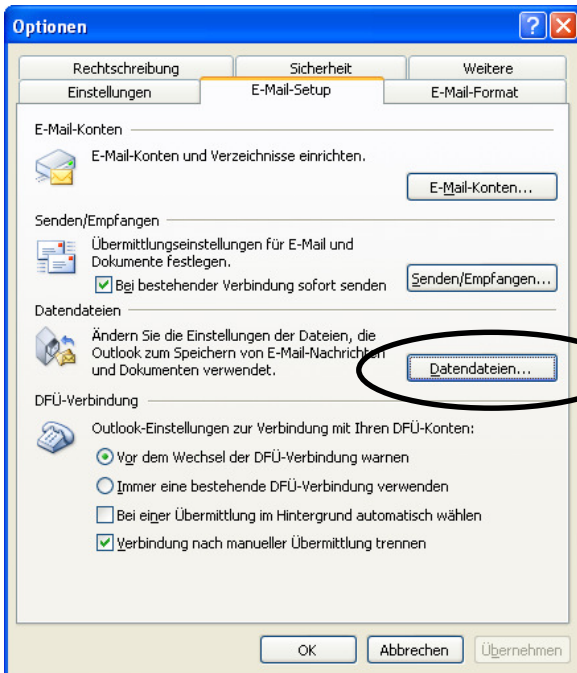 Optionen
Rechtschreibung Sicherheit Weitere
Einstellungen E-Mail-Setup E-Mail-Format
E-Mail-Konten
E-Mail-Konten und Verzeichnisse einrichten.
E-Mail-Konten...
Senden/Empfangen
Übermittlungseinstellungen für E-Mail und
Dokumente festlegen.
Bei bestehender Verbindung sofort senden
Senden/Empfangen...
Datendateien
Ändern Sie die Einstellungen der Dateien, die
Outlook zum Speichern von E-Mail-Nachrichten
und Dokumenten verwendet.
Datendateien...
DFÜ-Verbindung
Outlook-Einstellungen zur Verbindung mit Ihren DFÜ-Konten:
Vor dem Wechsel der DFÜ-Verbindung warnen
Immer eine bestehende DFÜ-Verbindung verwenden
Bei einer Übermittlung im Hintergrund automatisch wählen
Verbindung nach manueller Übermittlung trennen
OK Abbrechen Übernehmen